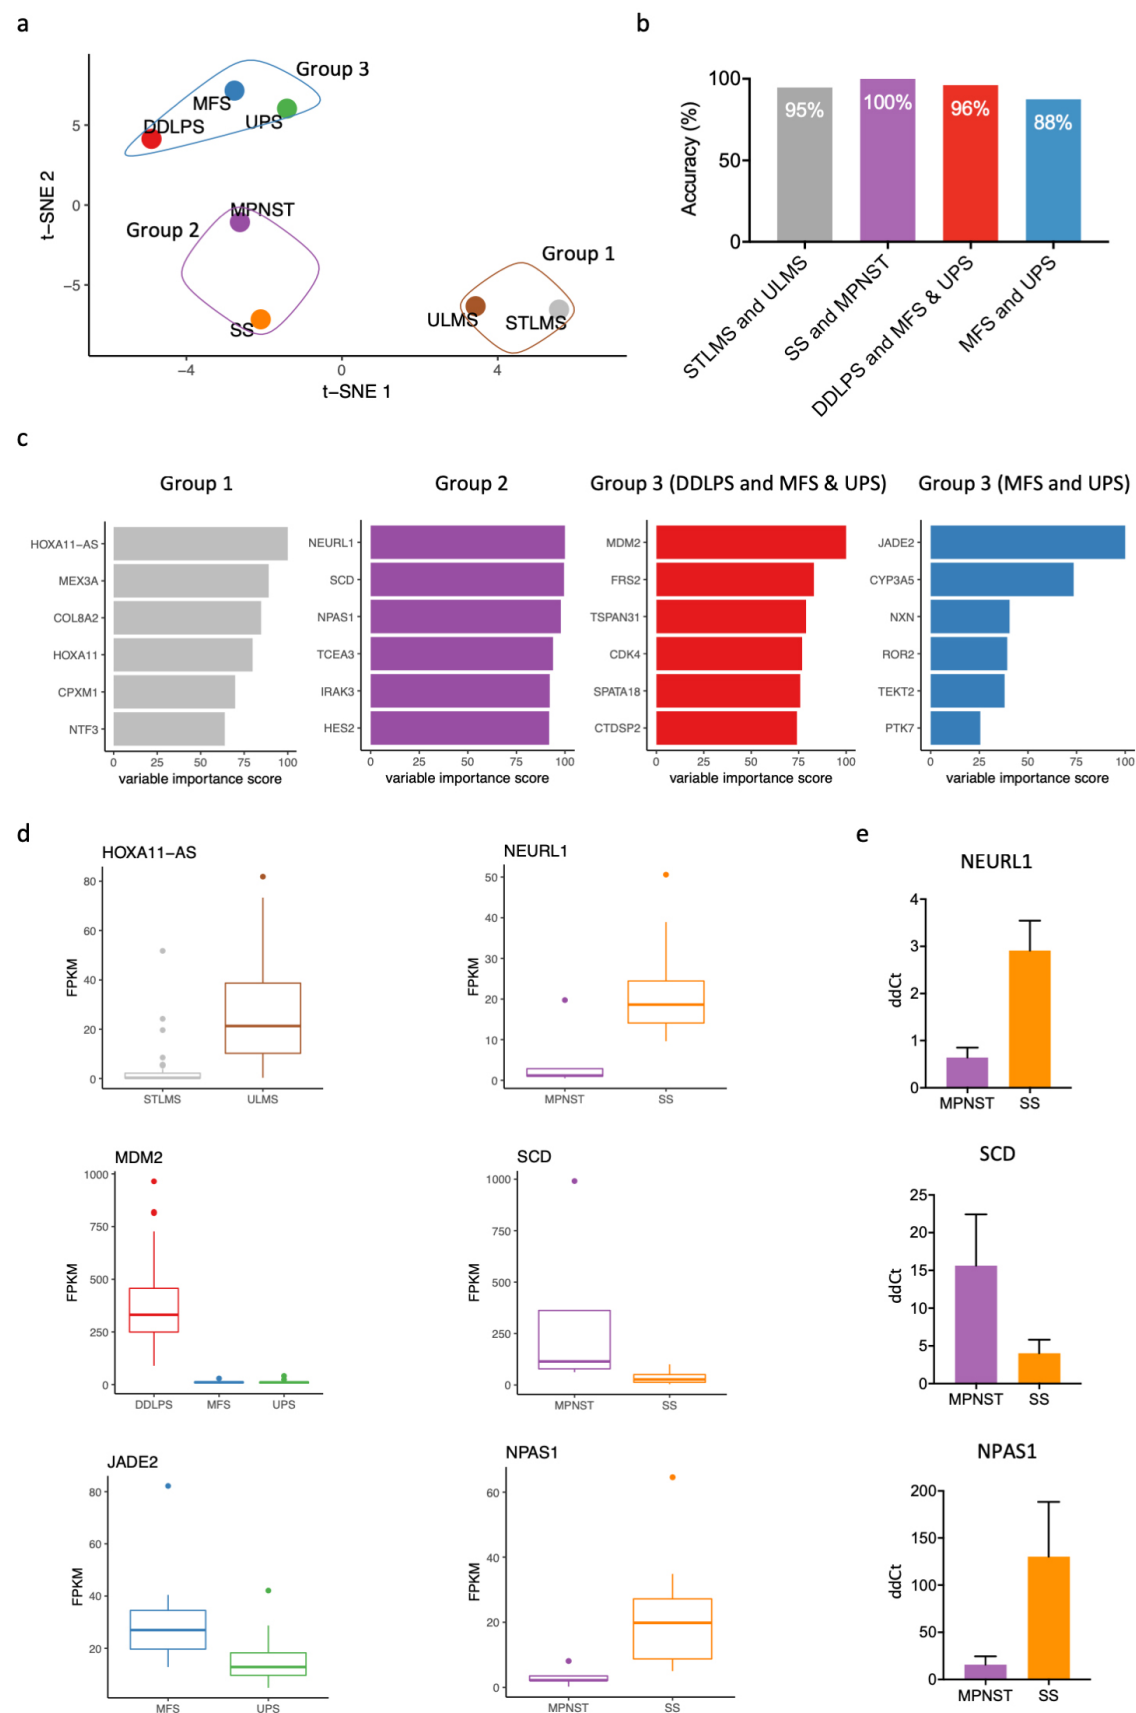 a
Group 3
MFS
UPS
DDLPS
MPNST
Group 2
Group 1
ULMS
STLMS
SS
5
0
−5
t−SNE 2
−4
0
4
t−SNE 1
b
100
50
0
Accuracy (%)
95%
100%
96%
88%
STLMS and ULMS
SS and MPNST
DDLPS and MFS & UPS
MFS and UPS
c
Group 1
HOXA11−AS
MEX3A
COL8A2
HOXA11
CPXM1
NTF3
0 25 50 75 100
variable importance score
Group 2
NEURL1
SCD
NPAS1
TCEA3
IRAK3
HES2
0 25 50 75 100
variable importance score
Group 3 (DDLPS and MFS & UPS)
MDM2
FRS2
TSPAN31
CDK4
SPATA18
CTDSP2
0 25 50 75 100
variable importance score
Group 3 (MFS and UPS)
JADE2
CYP3A5
NXN
ROR2
TEKT2
PTK7
0 25 50 75 100
variable importance score
d
HOXA11−AS
80
60
40
20
0
FPKM
STLMS ULMS
NEURL1
50
40
30
20
10
0
FPKM
MPNST SS
MDM2
1000
750
500
250
0
FPKM
DDLPS MFS UPS
SCD
1000
750
500
250
0
FPKM
MPNST SS
JADE2
80
60
40
20
FPKM
MFS UPS
NPAS1
60
40
20
0
FPKM
MPNST SS
e
NEURL1
4
3
2
1
0
ddCt
MPNST SS
SCD
25
20
15
10
5
0
ddCt
MPNST SS
NPAS1
200
150
100
50
0
ddCt
MPNST SS